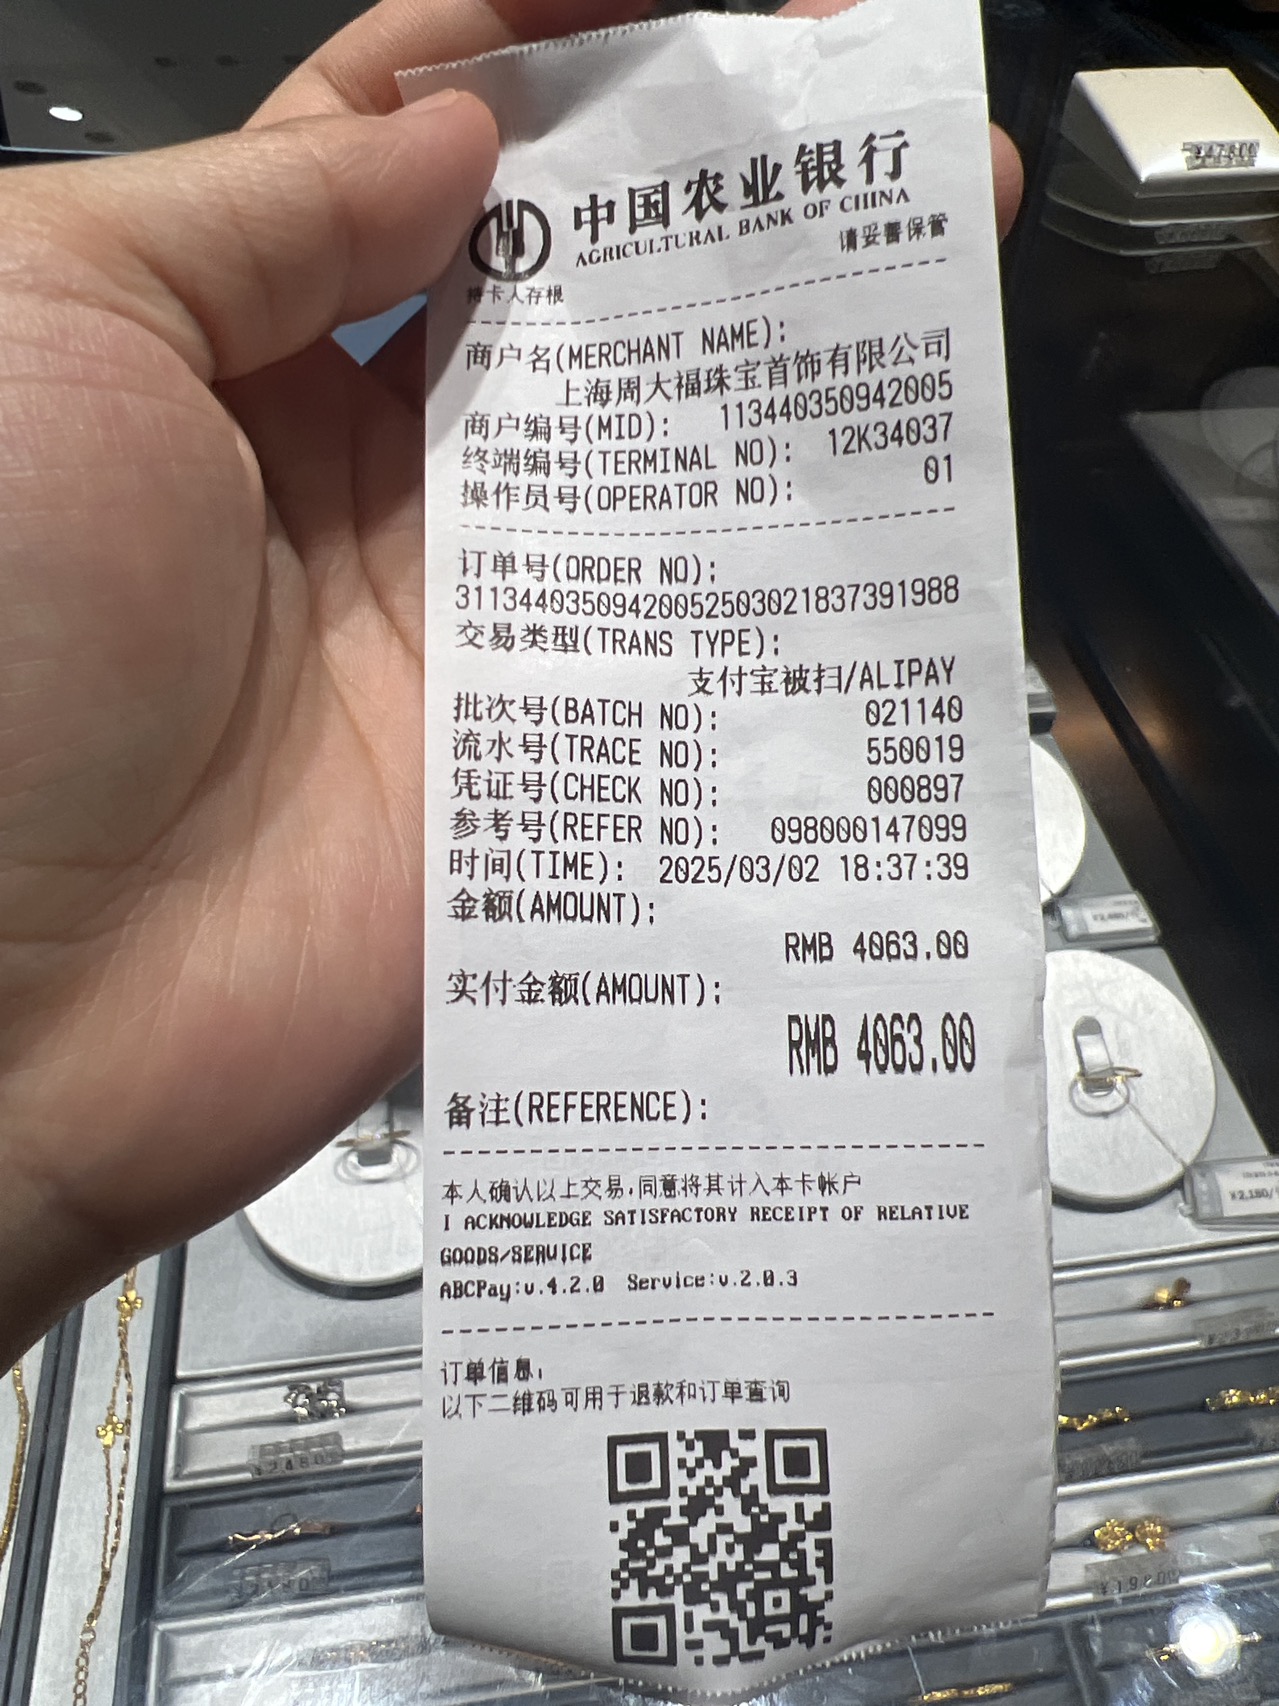 中国农业银行
AGRICULTURAL BANK OF CHINA
请妥善保管
持卡人存根
商户名(MERCHANT NAME):
上海周大福珠宝首饰有限公司
商户编号(MID): 113440350942005
终端编号(TERMINAL NO): 12K34037
操作员号(OPERATOR NO): 01
订单号(ORDER NO):
31134403509420052503021837391988
交易类型(TRANS TYPE):
支付宝被扫/ALIPAY
批次号(BATCH NO): 021140
流水号(TRACE NO): 550019
凭证号(CHECK NO): 000897
参考号(REFER NO): 098000147099
时间(TIME): 2025/03/02 18:37:39
金额(AMOUNT):
RMB 4063.00
实付金额(AMOUNT):
RMB 4063.00
备注(REFERENCE):
本人确认以上交易,同意将其计入本卡帐户
I ACKNOWLEDGE SATISFACTORY RECEIPT OF RELATIVE
GOODS/SERVICE
ABCPay:v.4.2.0 Service:v.2.0.3
订单信息:
以下二维码可用于退款和订单查询